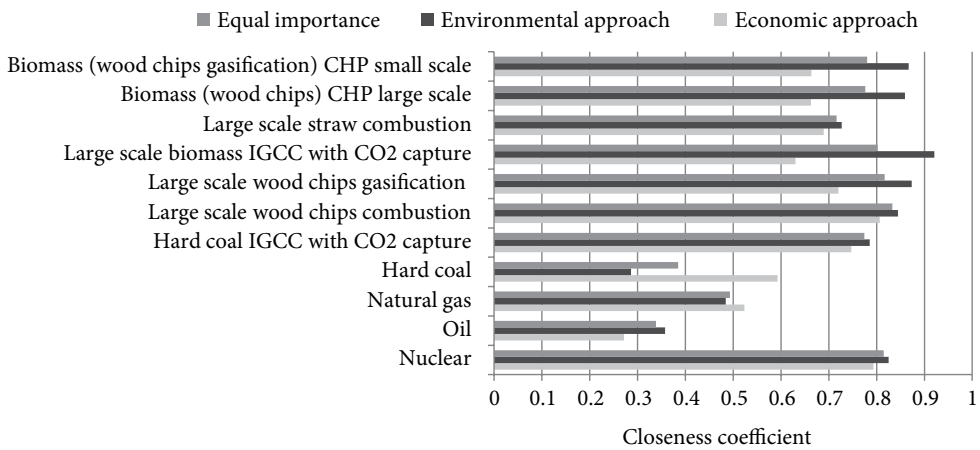 Equal importance Environmental approach Economic approach
Biomass (wood chips gasification) CHP small scale
Biomass (wood chips) CHP large scale
Large scale straw combustion
Large scale biomass IGCC with CO2 capture
Large scale wood chips gasification
Large scale wood chips combustion
Hard coal IGCC with CO2 capture
Hard coal
Natural gas
Oil
Nuclear
0 0.1 0.2 0.3 0.4 0.5 0.6 0.7 0.8 0.9 1
Closeness coefficient